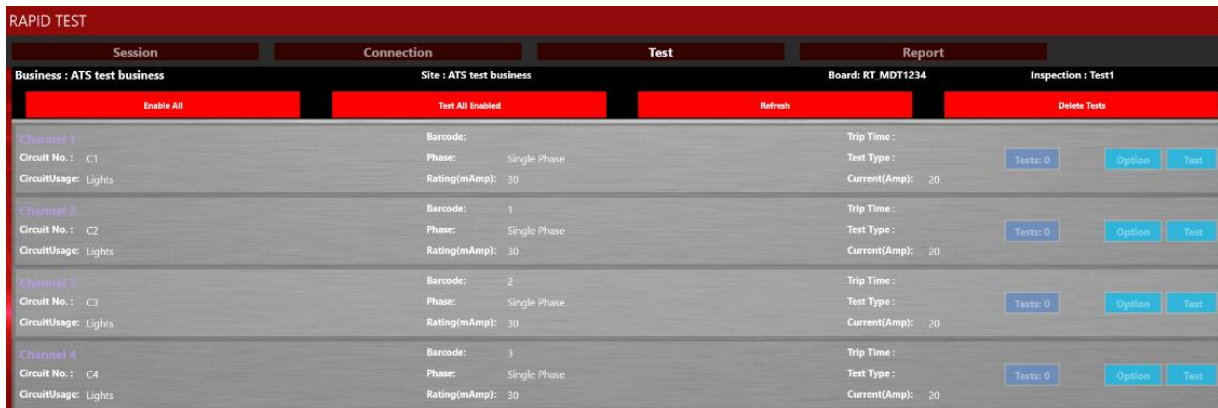 RAPID TEST
Session Connection Test Report
Business : ATS test business Site : ATS test business Board: RT_MDT1234 Inspection : Test1
Enable All Test All Enabled Refresh Delete Tests
Channel 1 Barcode: Trip Time :
Circuit No. : C1 Phase: Single Phase Test Type : Tests: 0 Option Test
CircuitUsage: Lights Rating(mAmp): 30 Current(Amp): 20
Channel 2 Barcode: 1 Trip Time :
Circuit No. : C2 Phase: Single Phase Test Type : Tests: 0 Option Test
CircuitUsage: Lights Rating(mAmp): 30 Current(Amp): 20
Channel 3 Barcode: 2 Trip Time :
Circuit No. : C3 Phase: Single Phase Test Type : Tests: 0 Option Test
CircuitUsage: Lights Rating(mAmp): 30 Current(Amp): 20
Channel 4 Barcode: 3 Trip Time :
Circuit No. : C4 Phase: Single Phase Test Type : Tests: 0 Option Test
CircuitUsage: Lights Rating(mAmp): 30 Current(Amp): 20